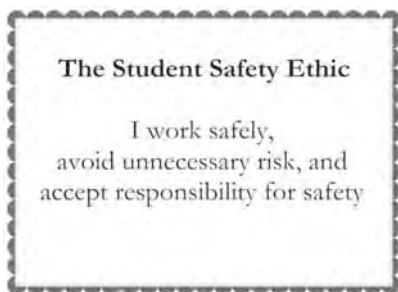 The Student Safety Ethic
I work safely,
avoid unnecessary risk, and
accept responsibility for safety